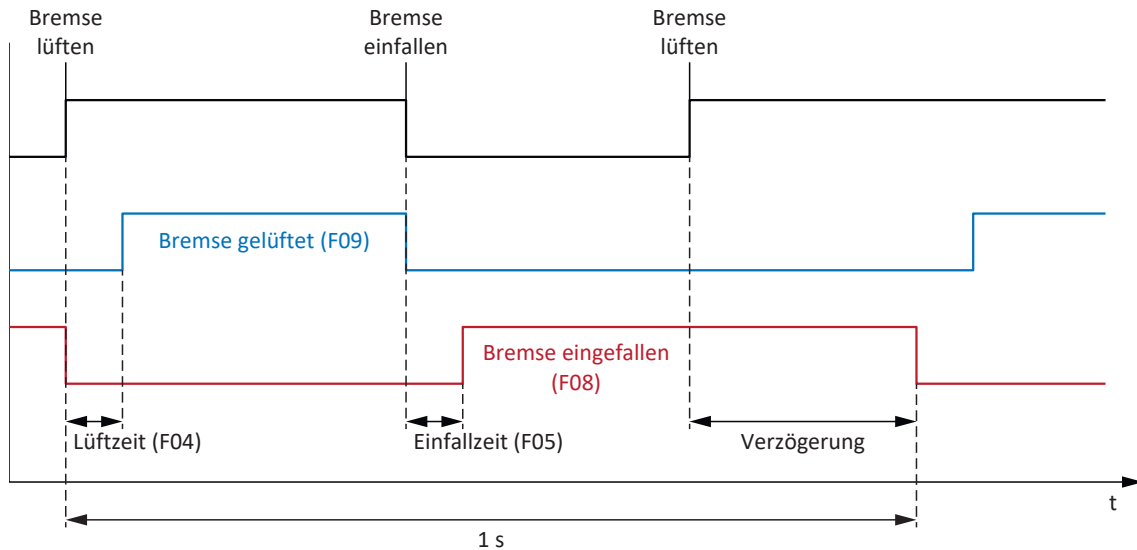 Bremse
lüften
Bremse
einfallen
Bremse
lüften
Bremse gelüftet (F09)
Bremse eingefallen
(F08)
Lüftzeit (F04)
Einfallzeit (F05)
Verzögerung
t
1 s